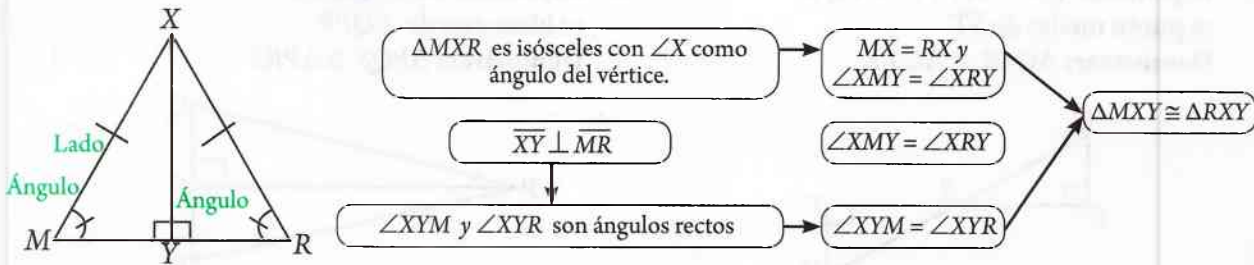 X
Lado
Ángulo
Ángulo
M
Y
R
ΔMXR es isósceles con ∠X como
ángulo del vértice.
MX = RX y
∠XMY = ∠XRY
XY ⊥ MR
∠XMY = ∠XRY
ΔMXY ≅ ΔRXY
∠XYM y ∠XYR son ángulos rectos
∠XYM = ∠XYR